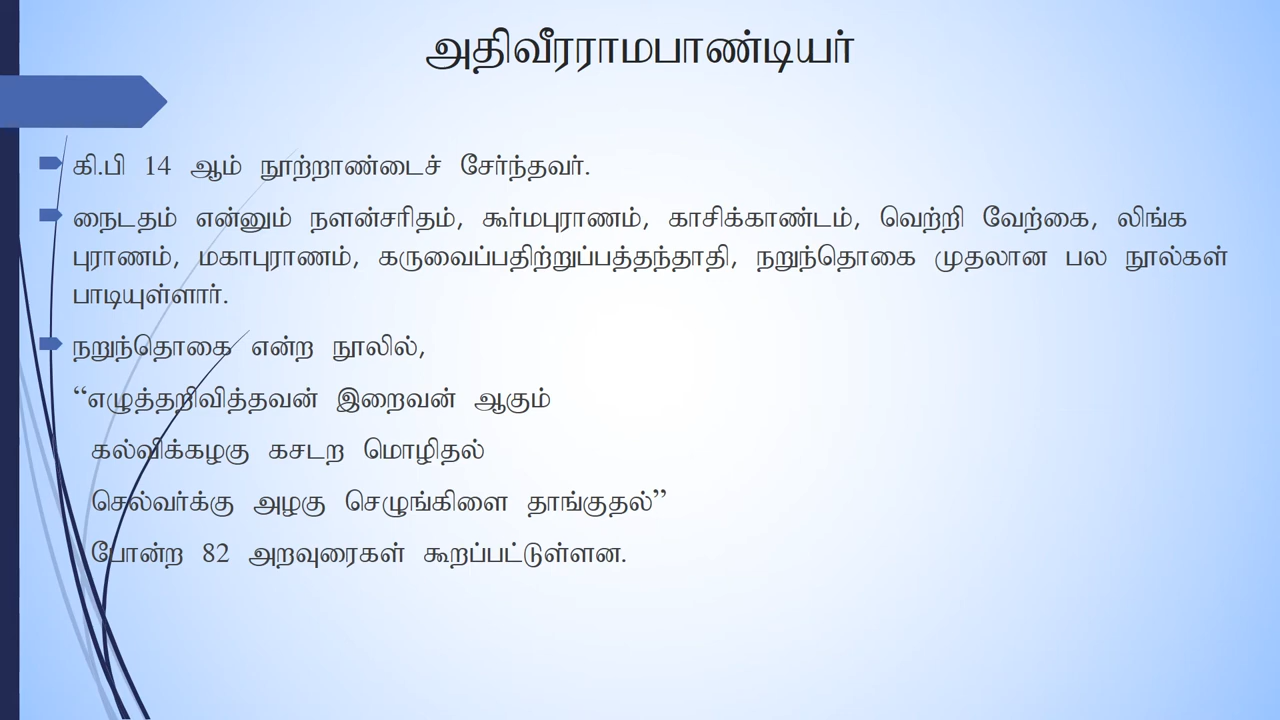 அதிவீரராமபாண்டியர்
கி.பி 14 ஆம் நூற்றாண்டைச் சேர்ந்தவர்.
நைடதம் என்னும் நளன்சரிதம், கூர்மபுராணம், காசிக்காண்டம், வெற்றி வேற்கை, லிங்க
புராணம், மகாபுராணம், கருவைப்பதிற்றுப்பத்தந்தாதி, நறுந்தொகை முதலான பல நூல்கள்
பாடியுள்ளார்.
நறுந்தொகை என்ற நூலில்,
“எழுத்தறிவித்தவன் இறைவன் ஆகும்
கல்விக்கழகு கசடற மொழிதல்
செல்வர்க்கு அழகு செழுங்கிளை தாங்குதல்”
போன்ற 82 அறவுரைகள் கூறப்பட்டுள்ளன.